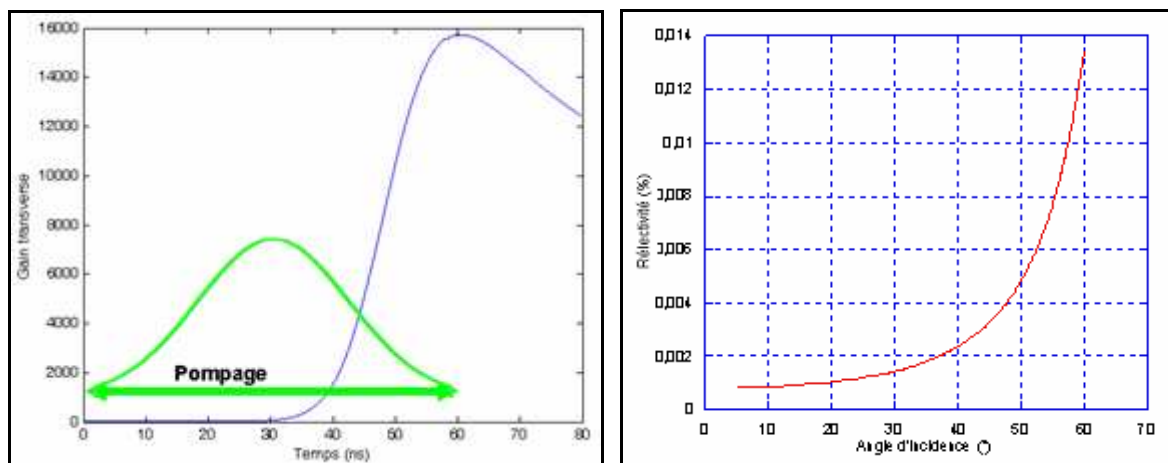 16000
14000
12000
10000
8000
6000
4000
2000
0
Gain transverse
Pompage
0 10 20 30 40 50 60 70 80
Temps (ns)
0,014
0,012
0,01
0,008
0,006
0,004
0,002
0
Rélectivité (%)
0 10 20 30 40 50 60 70
Angle d'Incidence (°)